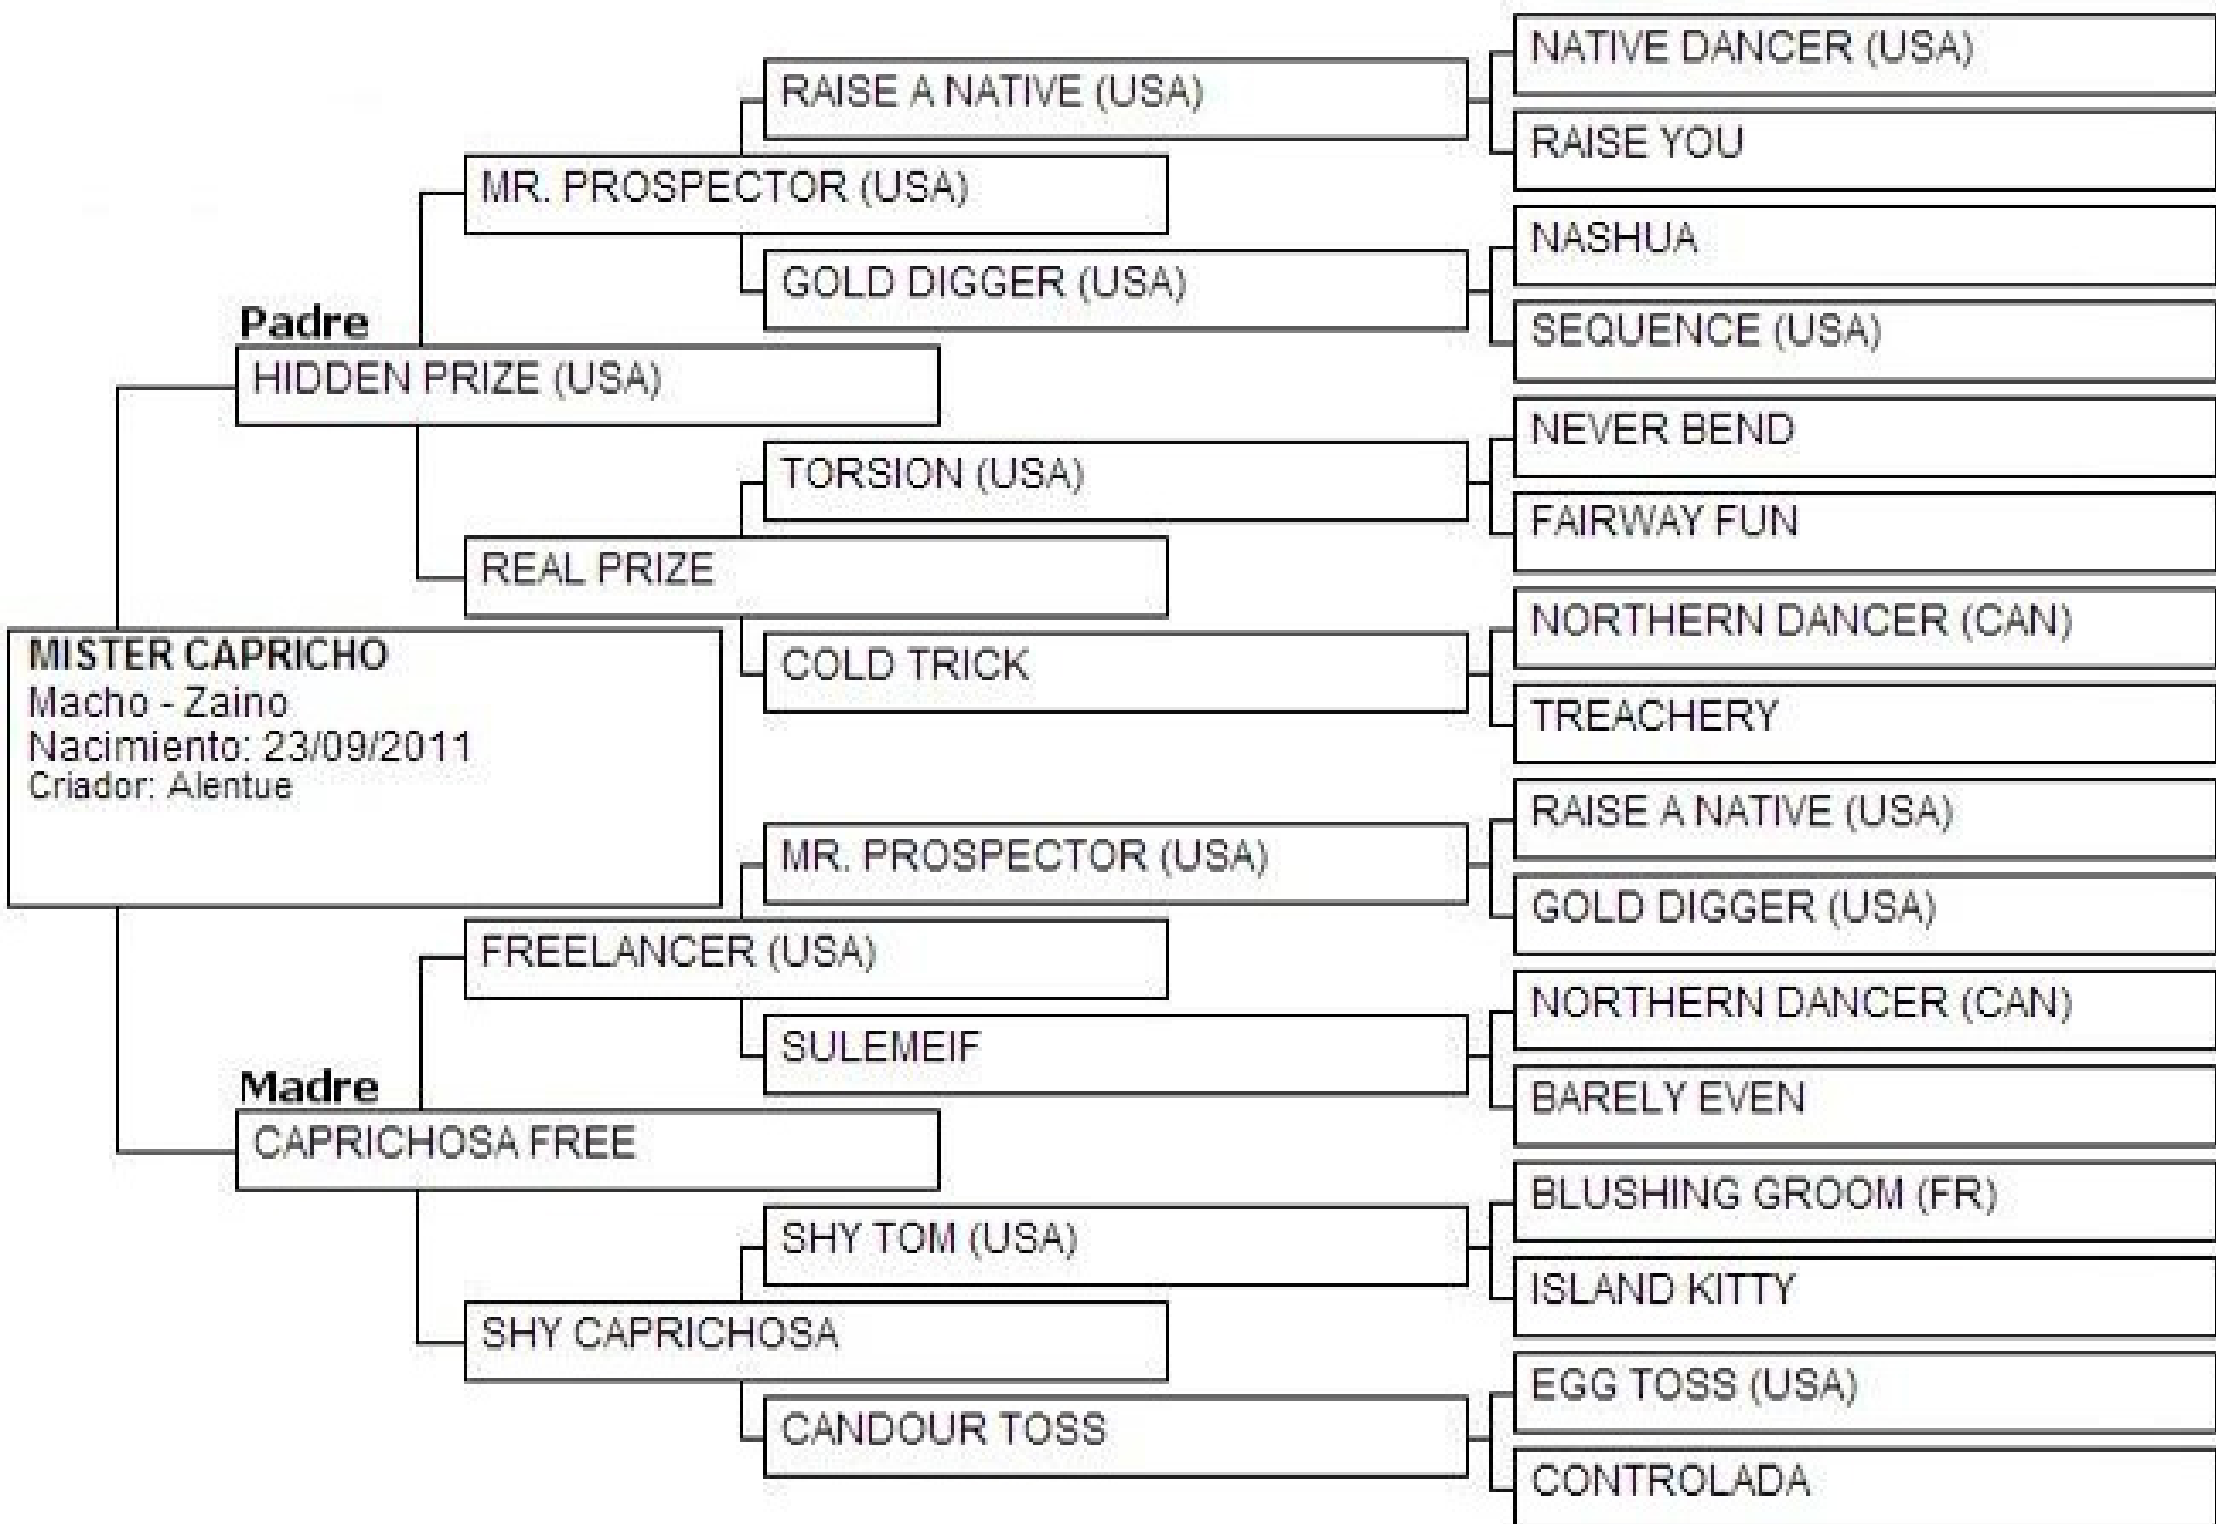 NATIVE DANCER (USA)
RAISE A NATIVE (USA)
RAISE YOU
MR. PROSPECTOR (USA)
NASHUA
GOLD DIGGER (USA)
SEQUENCE (USA)
Padre
HIDDEN PRIZE (USA)
NEVER BEND
TORSION (USA)
FAIRWAY FUN
REAL PRIZE
NORTHERN DANCER (CAN)
COLD TRICK
TREACHERY
MISTER CAPRICHO
Macho - Zaino
Nacimiento: 23/09/2011
Criador: Alentue
RAISE A NATIVE (USA)
MR. PROSPECTOR (USA)
GOLD DIGGER (USA)
FREELANCER (USA)
NORTHERN DANCER (CAN)
SULEMEIF
BARELY EVEN
Madre
CAPRICHOSA FREE
BLUSHING GROOM (FR)
SHY TOM (USA)
ISLAND KITTY
SHY CAPRICHOSA
EGG TOSS (USA)
CANDOUR TOSS
CONTROLADA